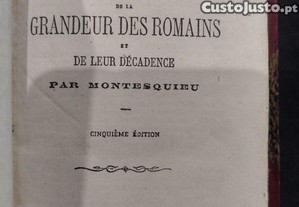 CustoJusto.pt
DE LA
GRANDEUR DES ROMAINS
ET
DE LEUR DÉCADENCE
PAR MONTESQUIEU
CINQUIÈME ÉDITION